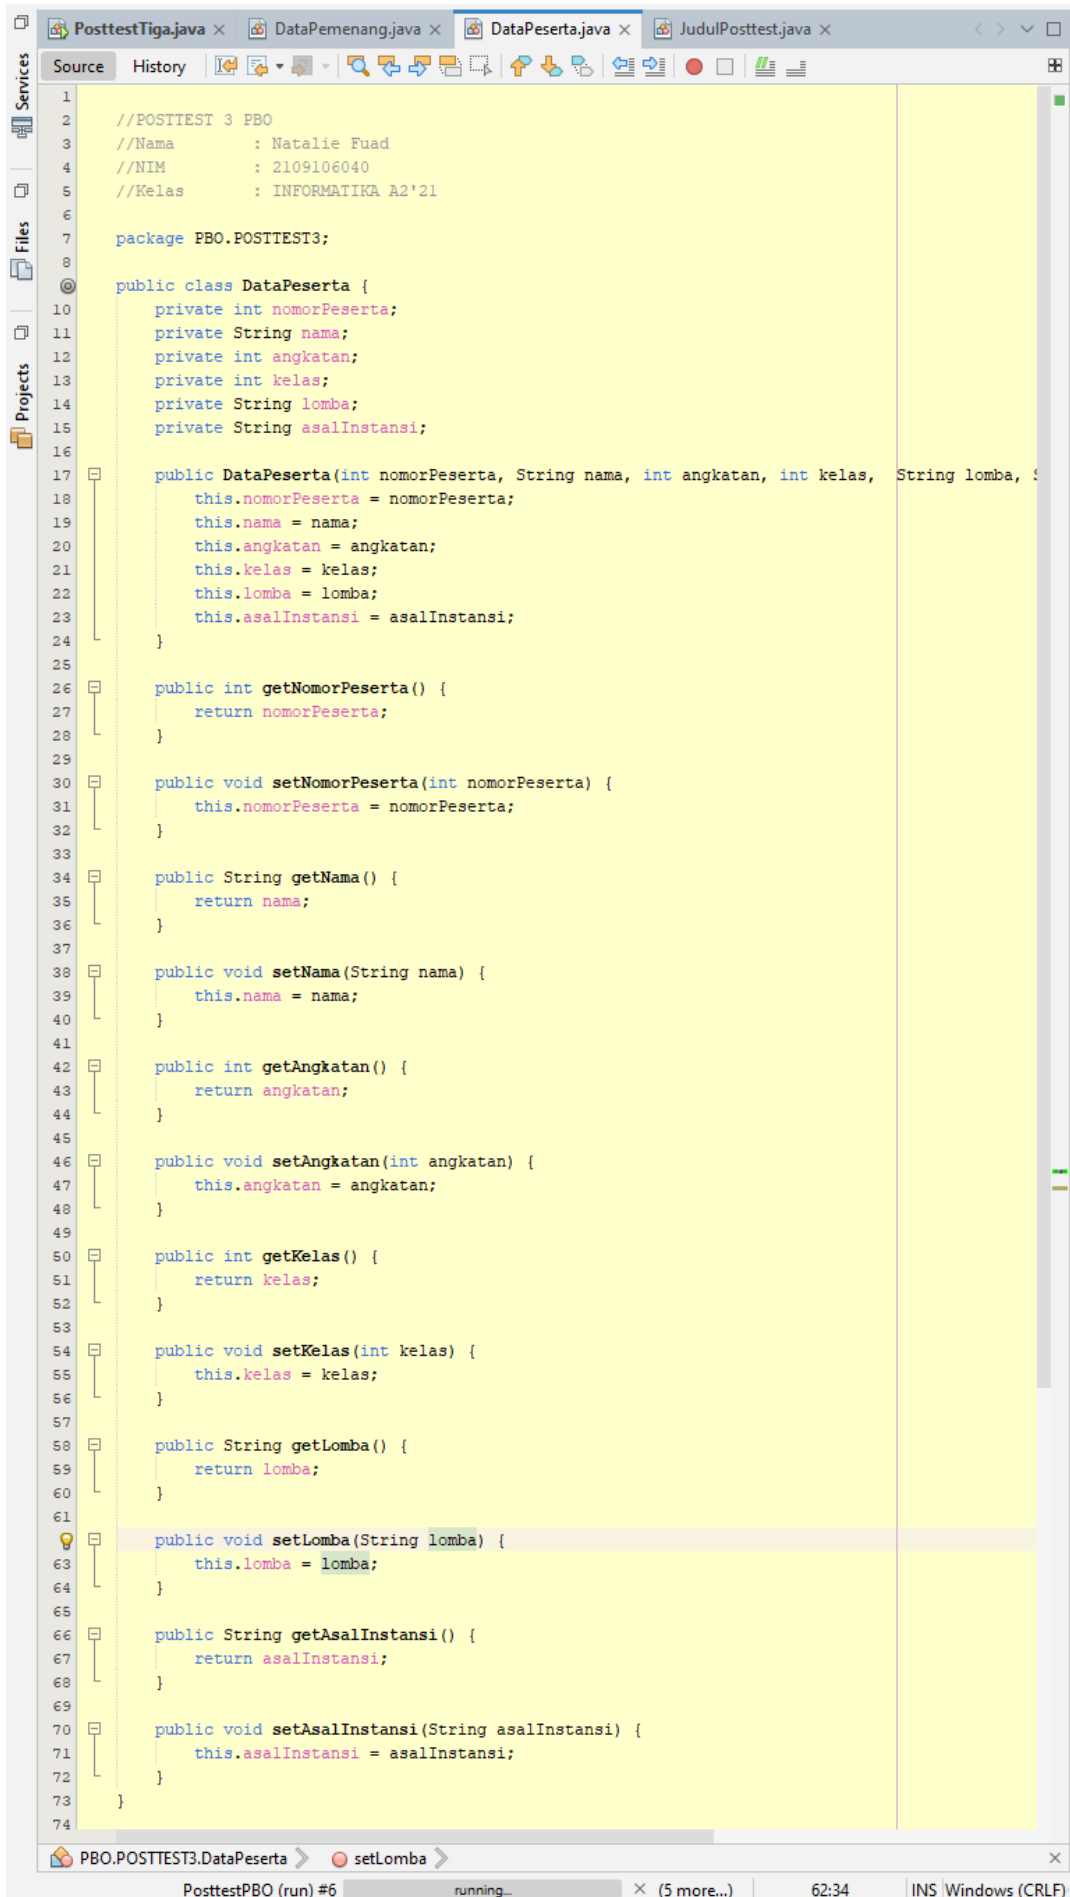 PosttestTiga.java × DataPemenang.java × DataPeserta.java × JudulPosttest.java ×
Source History
Services
Files
Projects
1
2 //POSTTEST 3 PBO
3 //Nama : Natalie Fuad
4 //NIM : 2109106040
5 //Kelas : INFORMATIKA A2'21
6
7 package PBO.POSTTEST3;
8
public class DataPeserta {
10 private int nomorPeserta;
11 private String nama;
12 private int angkatan;
13 private int kelas;
14 private String lomba;
15 private String asalInstansi;
16
17 public DataPeserta(int nomorPeserta, String nama, int angkatan, int kelas, String lomba,
18 this.nomorPeserta = nomorPeserta;
19 this.nama = nama;
20 this.angkatan = angkatan;
21 this.kelas = kelas;
22 this.lomba = lomba;
23 this.asalInstansi = asalInstansi;
24 }
25
26 public int getNomorPeserta() {
27 return nomorPeserta;
28 }
29
30 public void setNomorPeserta(int nomorPeserta) {
31 this.nomorPeserta = nomorPeserta;
32 }
33
34 public String getNama() {
35 return nama;
36 }
37
38 public void setNama(String nama) {
39 this.nama = nama;
40 }
41
42 public int getAngkatan() {
43 return angkatan;
44 }
45
46 public void setAngkatan(int angkatan) {
47 this.angkatan = angkatan;
48 }
49
50 public int getKelas() {
51 return kelas;
52 }
53
54 public void setKelas(int kelas) {
55 this.kelas = kelas;
56 }
57
58 public String getLomba() {
59 return lomba;
60 }
61
public void setLomba(String lomba) {
63 this.lomba = lomba;
64 }
65
66 public String getAsalInstansi() {
67 return asalInstansi;
68 }
69
70 public void setAsalInstansi(String asalInstansi) {
71 this.asalInstansi = asalInstansi;
72 }
73 }
74
PBO.POSTTEST3.DataPeserta setLomba
PosttestPBO (run) #6 running... × (5 more...) 62:34 INS Windows (CRLF)